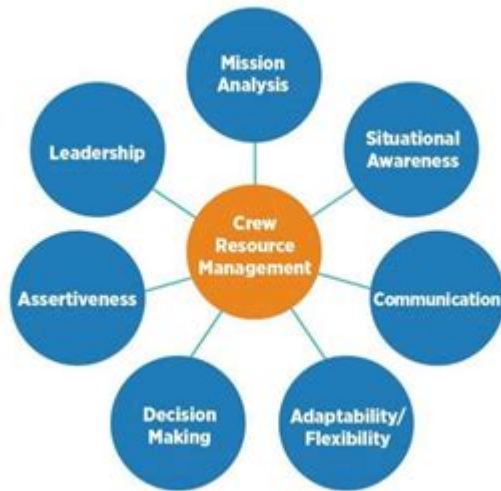 Mission
Analysis
Situational
Awareness
Leadership
Crew
Resource
Management
Assertiveness
Communication
Decision
Making
Adaptability/
Flexibility